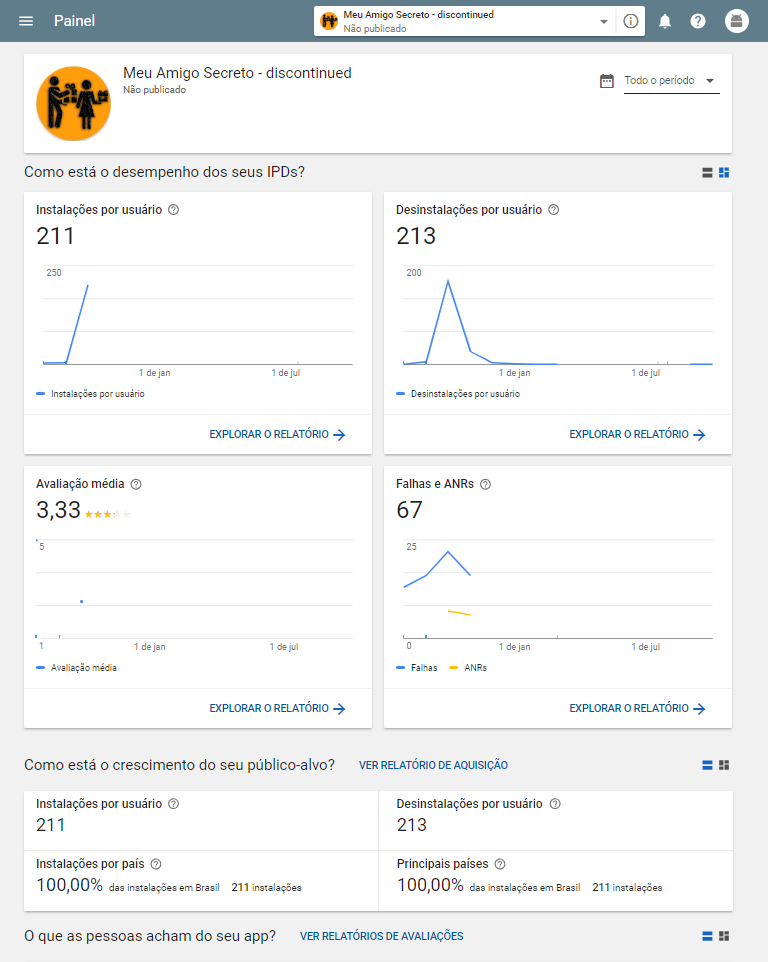 Painel
Meu Amigo Secreto - discontinued
Não publicado
Meu Amigo Secreto - discontinued
Não publicado
Todo o período
Como está o desempenho dos seus IPDs?
Instalações por usuário
211
250
1 de jan
1 de jul
Instalações por usuário
EXPLORAR O RELATÓRIO
Desinstalações por usuário
213
200
1 de jan
1 de jul
Desinstalações por usuário
EXPLORAR O RELATÓRIO
Avaliação média
3,33
5
1
1 de jan
1 de jul
Avaliação média
EXPLORAR O RELATÓRIO
Falhas e ANRs
67
25
0
1 de jan
1 de jul
Falhas ANRs
EXPLORAR O RELATÓRIO
Como está o crescimento do seu público-alvo? VER RELATÓRIO DE AQUISIÇÃO
Instalações por usuário
211
Desinstalações por usuário
213
Instalações por país
100,00% das instalações em Brasil 211 instalações
Principais países
100,00% das instalações em Brasil 211 instalações
O que as pessoas acham do seu app? VER RELATÓRIOS DE AVALIAÇÕES